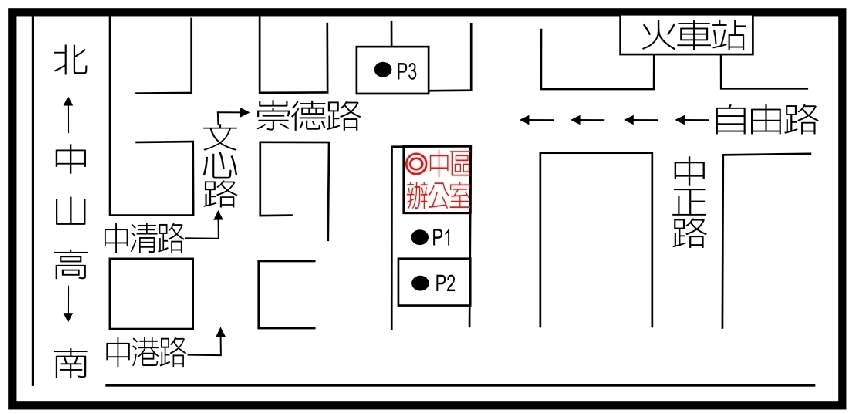 北
中山高
南
火車站
P3
崇德路
自由路
文心路
◎中區
辦公室
中正路
中清路
P1
P2
中港路